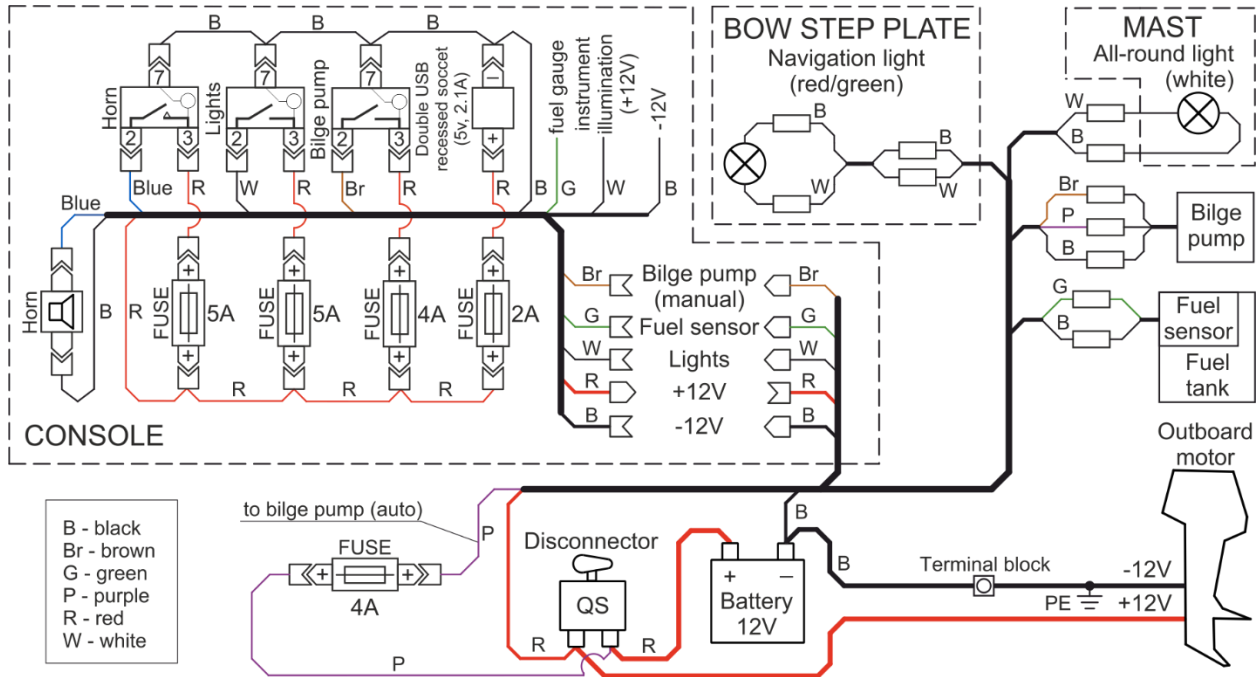 B
B
B
7
7
7
–
Horn
Lights
Bilge pump
Double USB
recessed soccet
(5v, 2.1A)
fuel gauge
instrument
illumination
(+12V)
-12V
2
3
2
3
2
3
+
Blue
R
W
R
Br
R
R
B
G
W
B
Blue
Horn
B
R
+
FUSE
5A
+
+
FUSE
5A
+
+
FUSE
4A
+
+
FUSE
2A
+
R
R
R
CONSOLE
Br
Bilge pump
(manual)
Br
G
Fuel sensor
G
W
Lights
W
R
+12V
R
B
-12V
B
BOW STEP PLATE
Navigation light
(red/green)
B
W
B
W
MAST
All-round light
(white)
W
B
Br
P
B
Bilge
pump
G
B
Fuel
sensor
Fuel
tank
Outboard
motor
B - black
Br - brown
G - green
P - purple
R - red
W - white
to bilge pump (auto)
P
FUSE
+
+
4A
P
Disconnector
QS
R
R
B
+
–
Battery
12V
B
Terminal block
PE
-12V
+12V